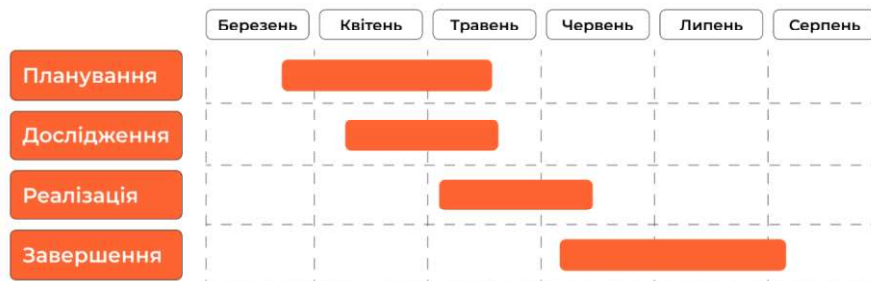 Березень Квітень Травень Червень Липень Серпень
Планування
Дослідження
Реалізація
Завершення